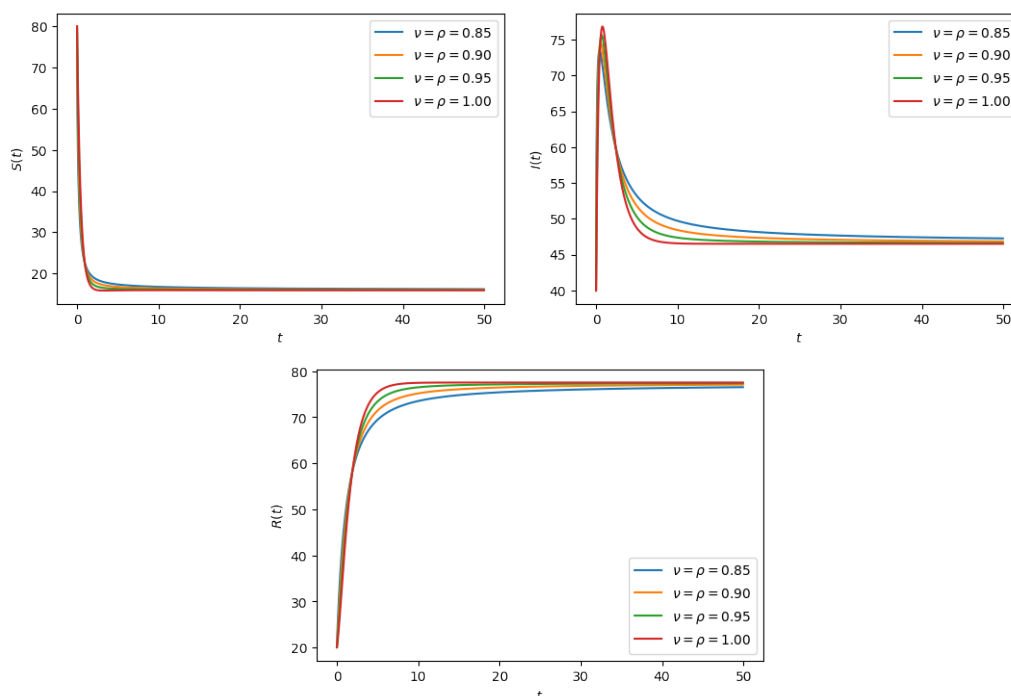 80
70
60
50
40
30
20
S(t)
0
10
20
30
40
50
t
ν = ρ = 0.85
ν = ρ = 0.90
ν = ρ = 0.95
ν = ρ = 1.00
75
70
65
60
55
50
45
40
I(t)
0
10
20
30
40
50
t
ν = ρ = 0.85
ν = ρ = 0.90
ν = ρ = 0.95
ν = ρ = 1.00
80
70
60
50
40
30
20
R(t)
0
10
20
30
40
50
t
ν = ρ = 0.85
ν = ρ = 0.90
ν = ρ = 0.95
ν = ρ = 1.00